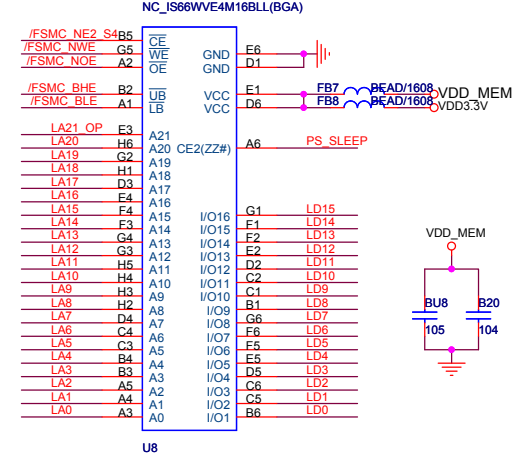 NC_IS66WVE4M16BLL(BGA)
/FSMC_NE2_S4 B5 CE
/FSMC_NWE G5 WE GND E6
/FSMC_NOE A2 OE GND D1
/FSMC_BHE B2 UB VCC E1 FB7 BEAD/1608 VDD_MEM
/FSMC_BLE A1 LB VCC D6 FB8 BEAD/1608 VDD3.3V
LA21_OP E3 A21
LA20 H6 A20 CE2(ZZ#) A6 PS_SLEEP
LA19 G2 A19
LA18 H1 A18
LA17 D3 A17
LA16 E4 A16
LA15 F4 A15 I/O16 G1 LD15
LA14 F3 A14 I/O15 F1 LD14
LA13 G4 A13 I/O14 F2 LD13
LA12 G3 A12 I/O13 E2 LD12
LA11 H5 A11 I/O12 D2 LD11
LA10 H4 A10 I/O11 C2 LD10
LA9 H3 A9 I/O10 C1 LD9
LA8 H2 A8 I/O9 B1 LD8
LA7 D4 A7 I/O8 G6 LD7
LA6 C4 A6 I/O7 F6 LD6
LA5 C3 A5 I/O6 F5 LD5
LA4 B4 A4 I/O5 E5 LD4
LA3 B3 A3 I/O4 D5 LD3
LA2 A5 A2 I/O3 C6 LD2
LA1 A4 A1 I/O2 C5 LD1
LA0 A3 A0 I/O1 B6 LD0
U8
VDD_MEM
BU8 B20
105 104